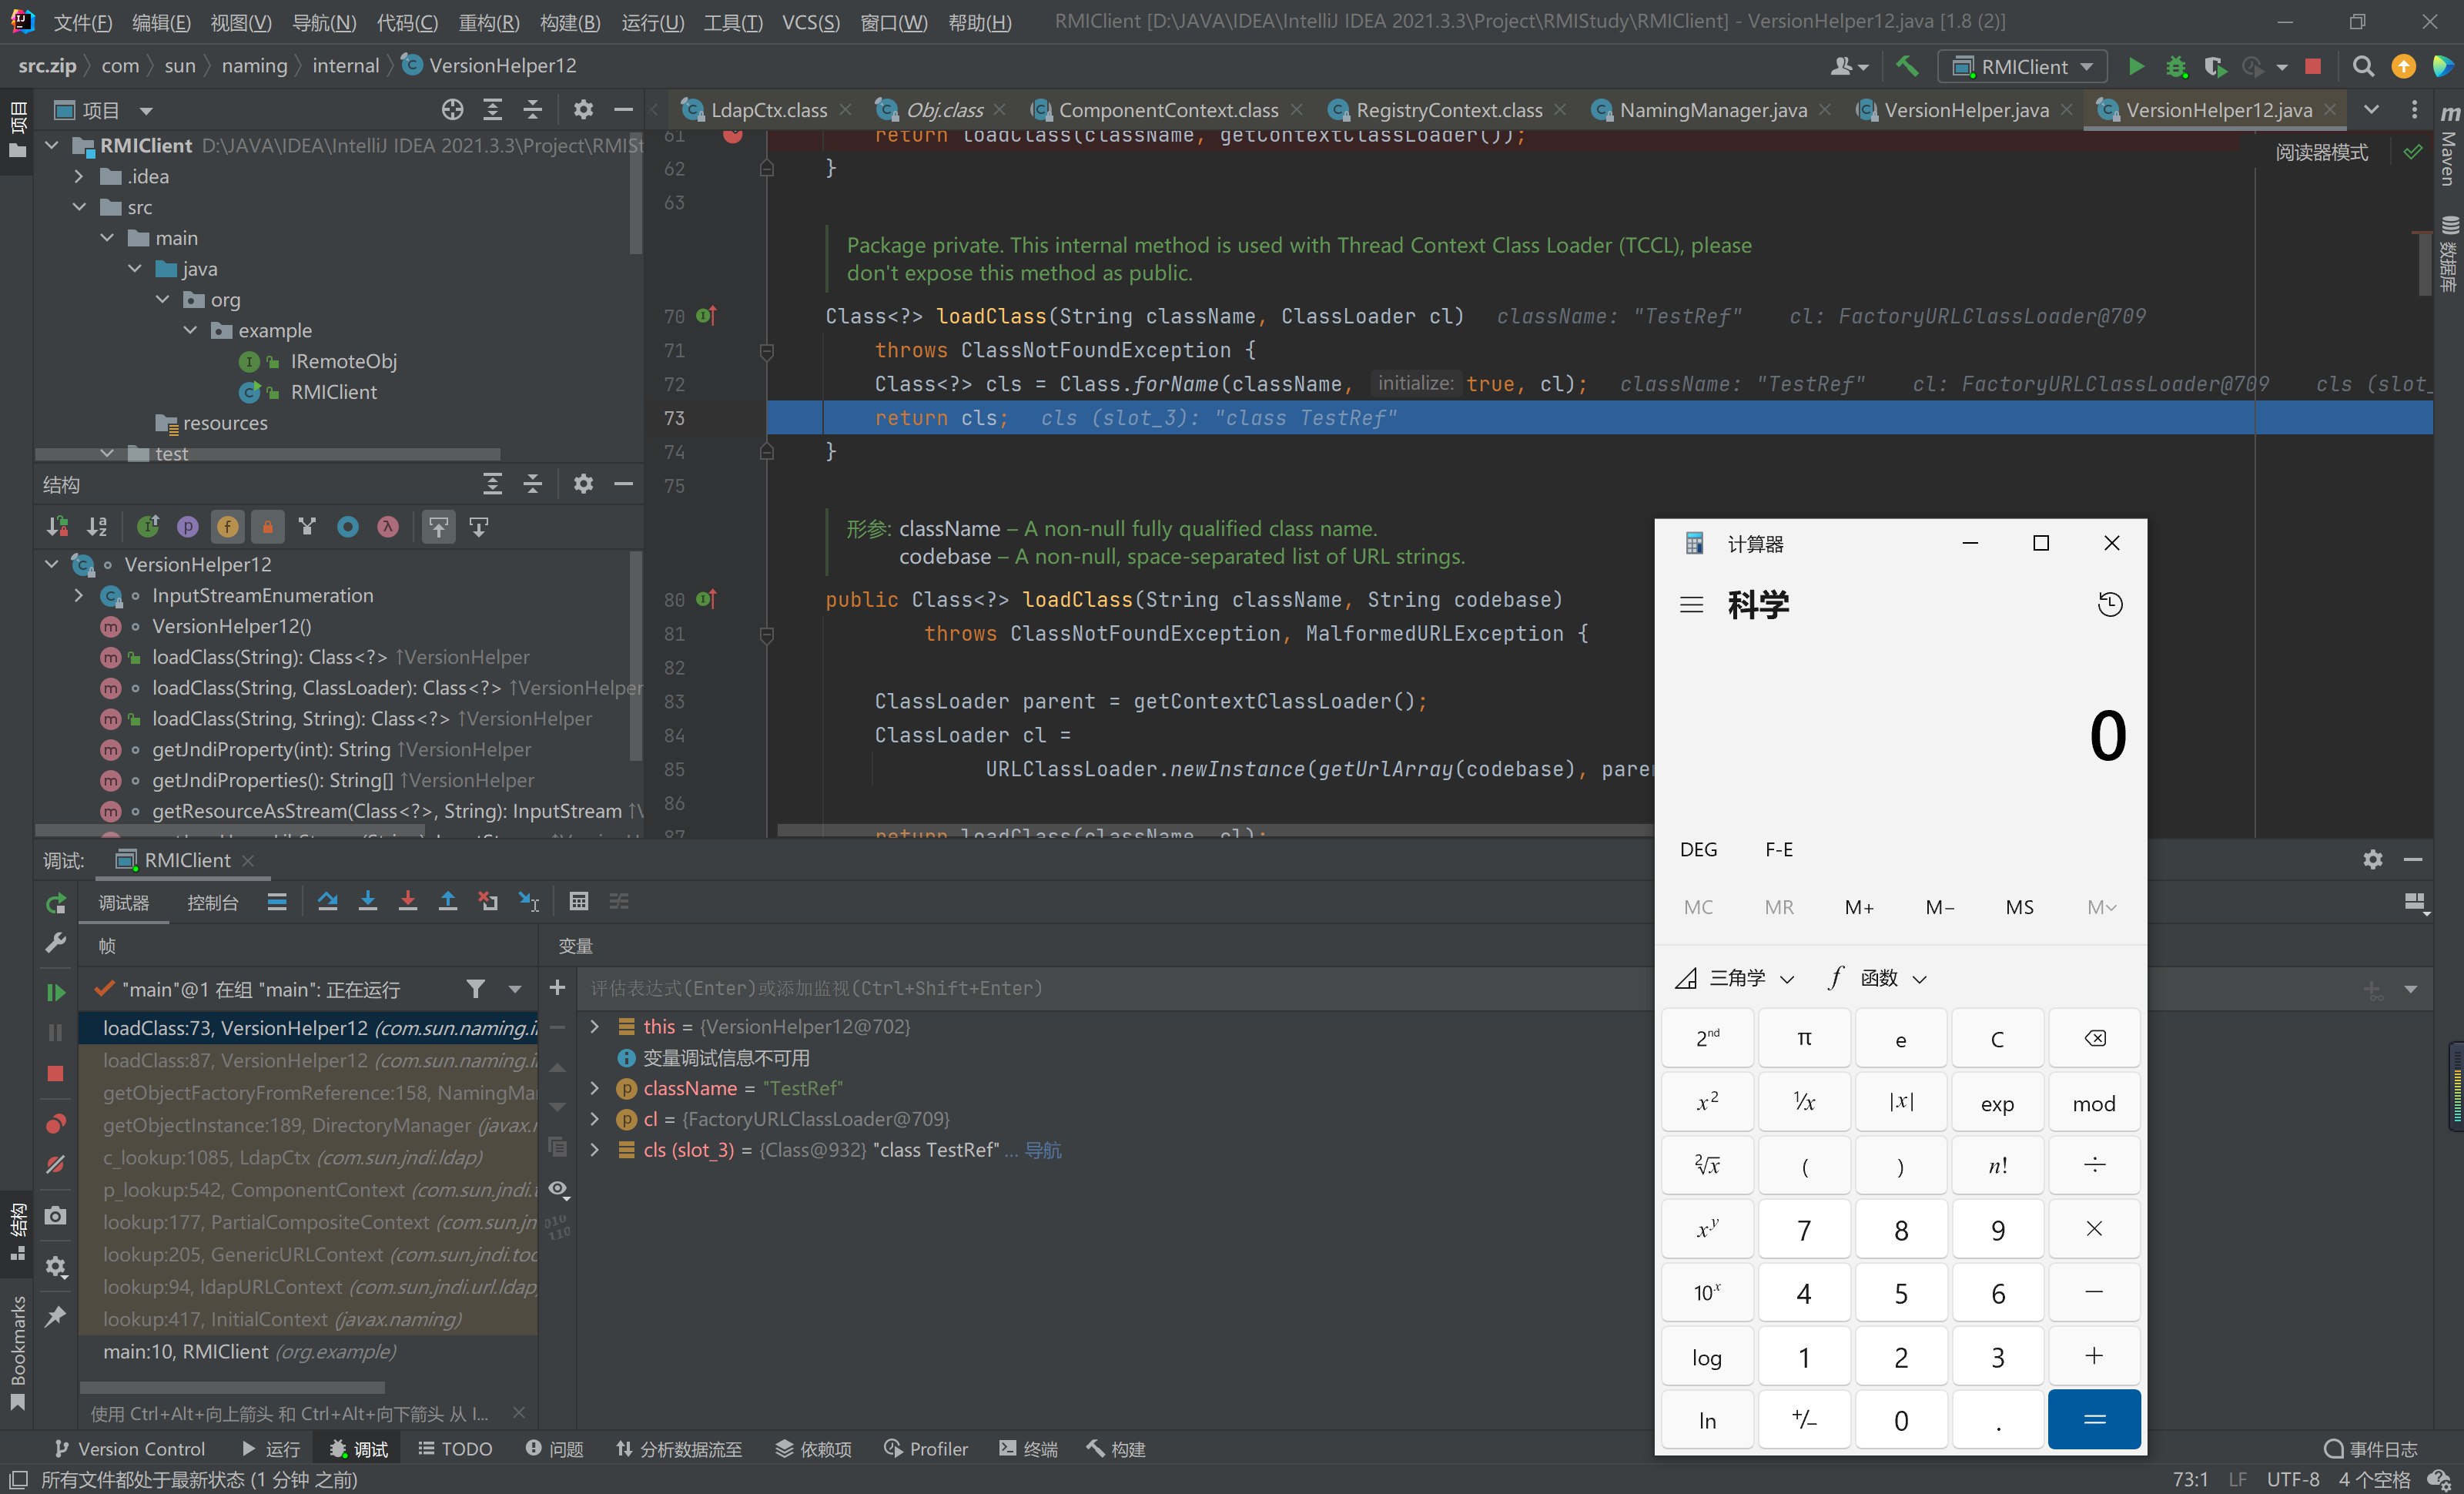 文件(F) 编辑(E) 视图(V) 导航(N) 代码(C) 重构(R) 构建(B) 运行(U) 工具(T) VCS(S) 窗口(W) 帮助(H) RMIClient [D:\JAVA\IDEA\IntelliJ IDEA 2021.3.3\Project\RMIStudy\RMIClient] - VersionHelper12.java [1.8 (2)]
src.zip com sun naming internal VersionHelper12 RMIClient
项目
LdapCtx.class Obj.class ComponentContext.class RegistryContext.class NamingManager.java VersionHelper.java VersionHelper12.java
RMIClient D:\JAVA\IDEA\IntelliJ IDEA 2021.3.3\Project\RMISt
.idea
src
main
java
org
example
IRemoteObj
RMIClient
resources
test
结构
VersionHelper12
InputStreamEnumeration
VersionHelper12()
loadClass(String): Class<?> ↑VersionHelper
loadClass(String, ClassLoader): Class<?> ↑VersionHelper
loadClass(String, String): Class<?> ↑VersionHelper
getJndiProperty(int): String ↑VersionHelper
getJndiProperties(): String[] ↑VersionHelper
getResourceAsStream(Class<?>, String): InputStream ↑V
阅读器模式
61 return loadClass(className, getContextClassLoader());
62 }
63
Package private. This internal method is used with Thread Context Class Loader (TCCL), please
don't expose this method as public.
70 Class<?> loadClass(String className, ClassLoader cl) className: "TestRef" cl: FactoryURLClassLoader@709
71 throws ClassNotFoundException {
72 Class<?> cls = Class.forName(className, initialize: true, cl); className: "TestRef" cl: FactoryURLClassLoader@709 cls (slot_
73 return cls; cls (slot_3): "class TestRef"
74 }
75
形参: className – A non-null fully qualified class name.
codebase – A non-null, space-separated list of URL strings.
80 public Class<?> loadClass(String className, String codebase)
81 throws ClassNotFoundException, MalformedURLException {
82
83 ClassLoader parent = getContextClassLoader();
84 ClassLoader cl =
85 URLClassLoader.newInstance(getUrlArray(codebase), paren
86
87 return loadClass(className, cl);
项目
结构
Bookmarks
Maven
数据库
调试: RMIClient
调试器 控制台
帧
变量
"main"@1 在组 "main": 正在运行
评估表达式(Enter)或添加监视(Ctrl+Shift+Enter)
loadClass:73, VersionHelper12 (com.sun.naming.i
loadClass:87, VersionHelper12 (com.sun.naming.i
getObjectFactoryFromReference:158, NamingMa
getObjectInstance:189, DirectoryManager (javax.
c_lookup:1085, LdapCtx (com.sun.jndi.ldap)
p_lookup:542, ComponentContext (com.sun.jndi.t
lookup:177, PartialCompositeContext (com.sun.jn
lookup:205, GenericURLContext (com.sun.jndi.too
lookup:94, ldapURLContext (com.sun.jndi.url.ldap
lookup:417, InitialContext (javax.naming)
main:10, RMIClient (org.example)
使用 Ctrl+Alt+向上箭头 和 Ctrl+Alt+向下箭头 从 I...
this = {VersionHelper12@702}
变量调试信息不可用
className = "TestRef"
cl = {FactoryURLClassLoader@709}
cls (slot_3) = {Class@932} "class TestRef" ... 导航
计算器
科学
0
DEG F-E
MC MR M+ M− MS M
三角学 函数
2nd π e C
x2 1/x |x| exp mod
2√x ( ) n! ÷
xy 7 8 9 ×
10x 4 5 6 −
log 1 2 3 +
ln +/− 0 . =
Version Control 运行 调试 TODO 问题 分析数据流至 依赖项 Profiler 终端 构建 事件日志
所有文件都处于最新状态 (1 分钟 之前) 73:1 LF UTF-8 4 个空格